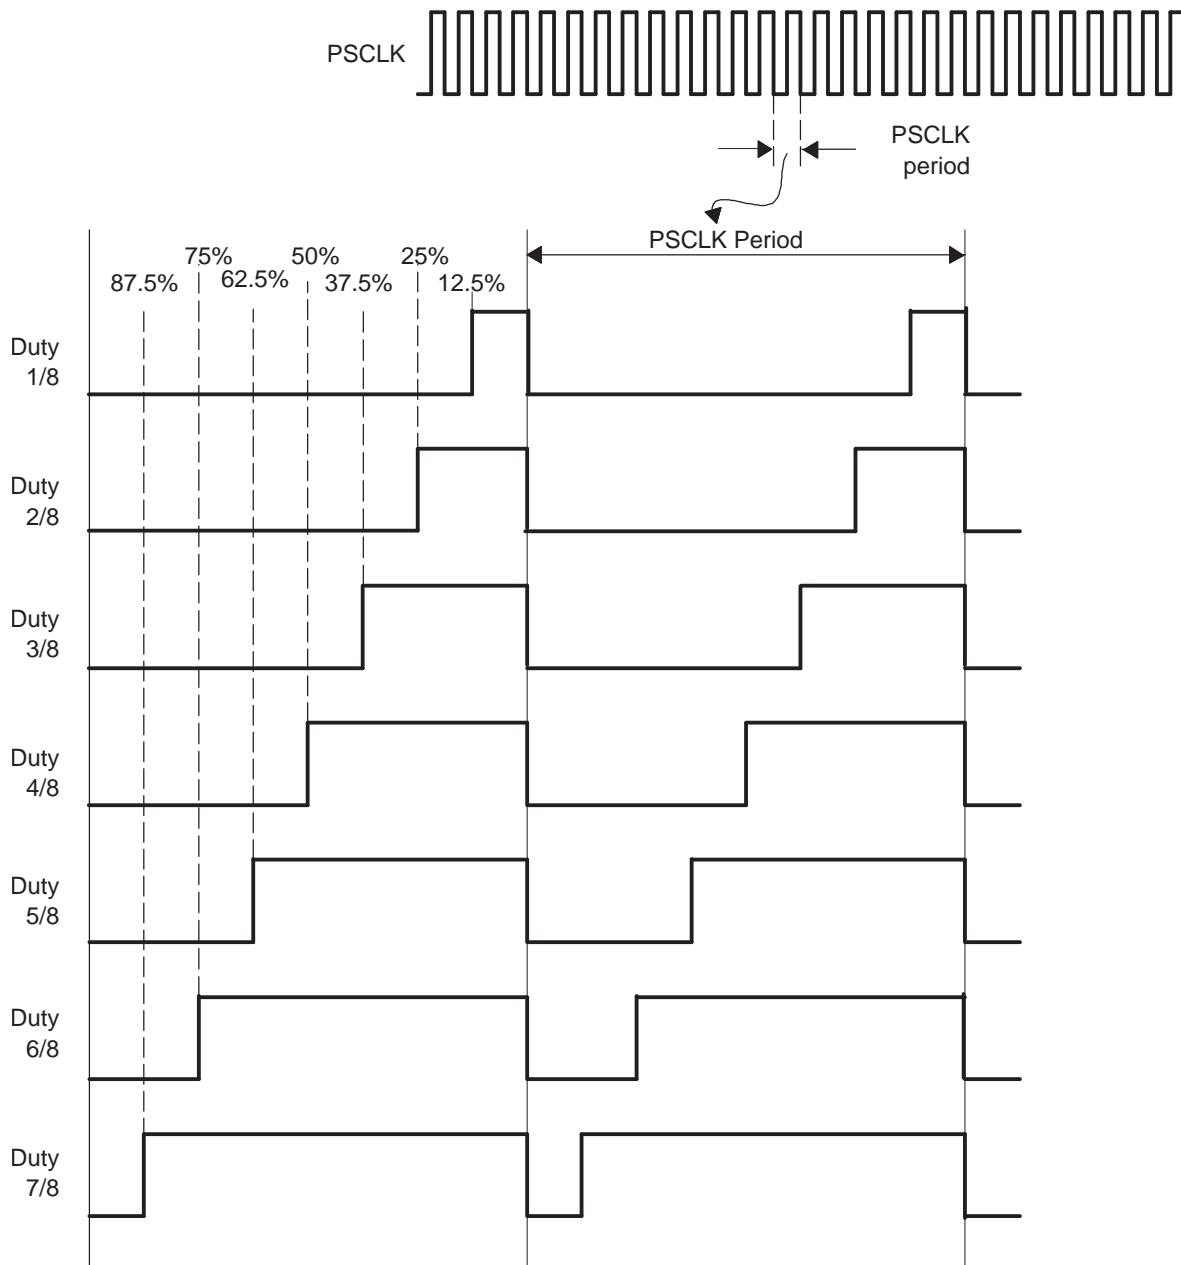 PSCLK
PSCLK
period
PSCLK Period
75%
50%
25%
87.5%
62.5%
37.5%
12.5%
Duty
1/8
Duty
2/8
Duty
3/8
Duty
4/8
Duty
5/8
Duty
6/8
Duty
7/8